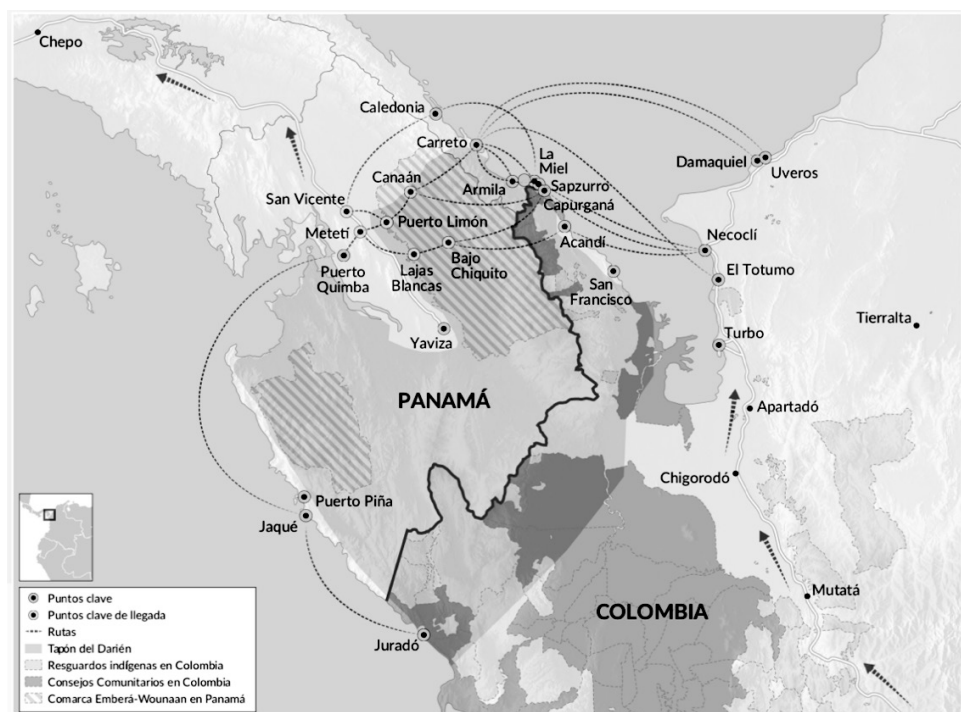 Chepo
Caledonia
Carreto
La
Miel
Damaquiel
Uveros
Canaán
Armila
Sapzurro
Capurganá
San Vicente
Puerto Limón
Acandí
Necoclí
Metetí
Puerto
Quimba
Lajas
Blancas
Bajo
Chiquito
San
Francisco
El Totumo
Yaviza
Turbo
Tierralta
PANAMÁ
Apartadó
Chigorodó
Puerto Piña
Jaqué
Mutatá
COLOMBIA
Juradó
Puntos clave
Puntos clave de llegada
Rutas
Tapón del Darién
Resguardos indígenas en Colombia
Consejos Comunitarios en Colombia
Comarca Emberá-Wounaan en Panamá